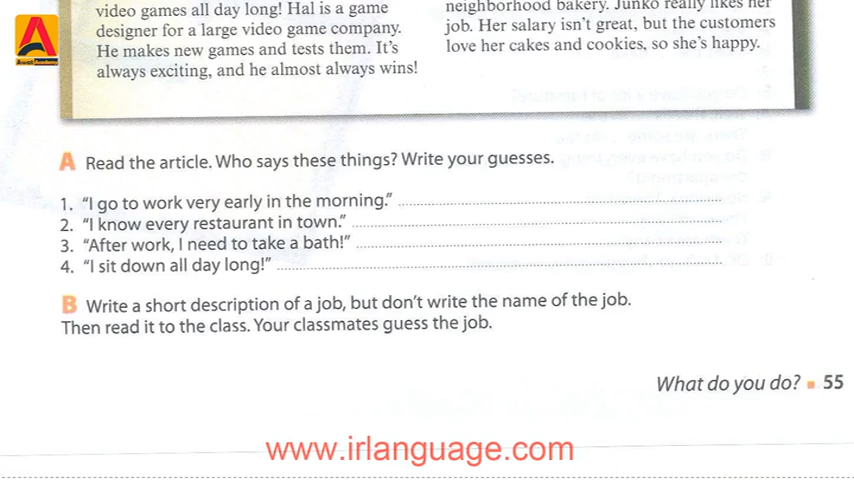 video games all day long! Hal is a game
designer for a large video game company.
He makes new games and tests them. It's
always exciting, and he almost always wins!
neighborhood bakery. Junko really likes her
job. Her salary isn't great, but the customers
love her cakes and cookies, so she's happy.
A Read the article. Who says these things? Write your guesses.
1. "I go to work very early in the morning."
2. "I know every restaurant in town."
3. "After work, I need to take a bath!"
4. "I sit down all day long!"
B Write a short description of a job, but don't write the name of the job.
Then read it to the class. Your classmates guess the job.
What do you do? ▪ 55
www.irlanguage.com